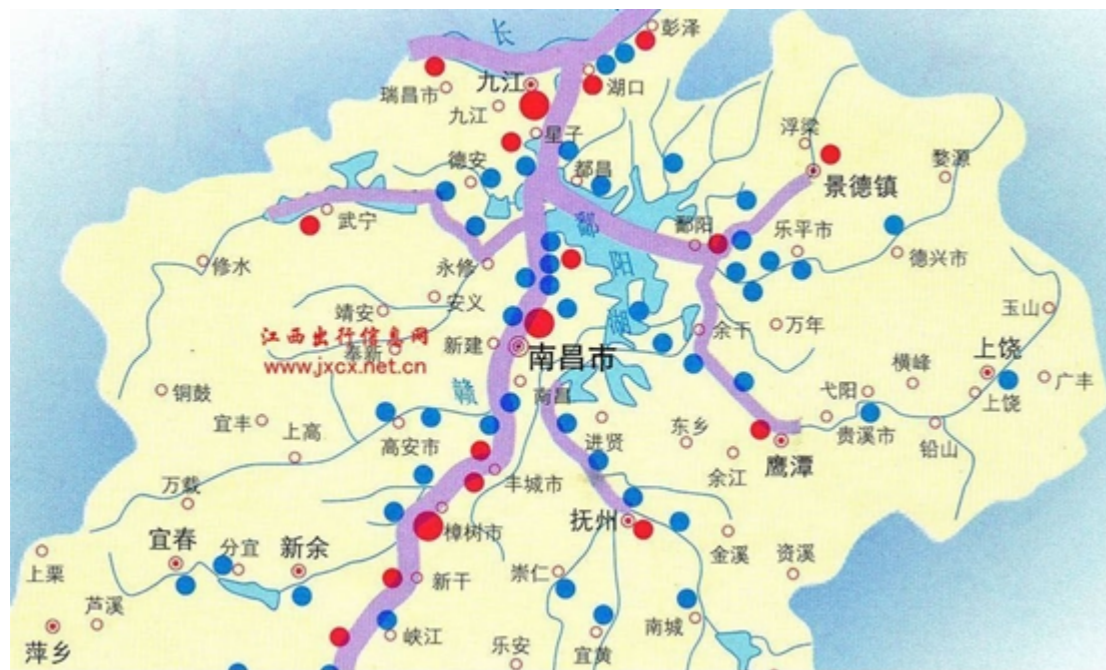 长
彭泽
九江
湖口
瑞昌市
九江
星子
浮梁
德安
都昌
婺源
景德镇
武宁
鄱
鄱阳
乐平市
修水
永修
阳
德兴市
安义
玉山
靖安
湖
余干
万年
江西出行信息网
奉新
新建
南昌市
上饶
www.jxcx.net.cn
横峰
广丰
铜鼓
赣
南昌
弋阳
上饶
宜丰
上高
高安市
进贤
东乡
贵溪市
铅山
余江
鹰潭
万载
丰城市
宜春
分宜
新余
樟树市
抚州
金溪
资溪
上栗
新干
崇仁
芦溪
峡江
南城
萍乡
乐安
宜黄